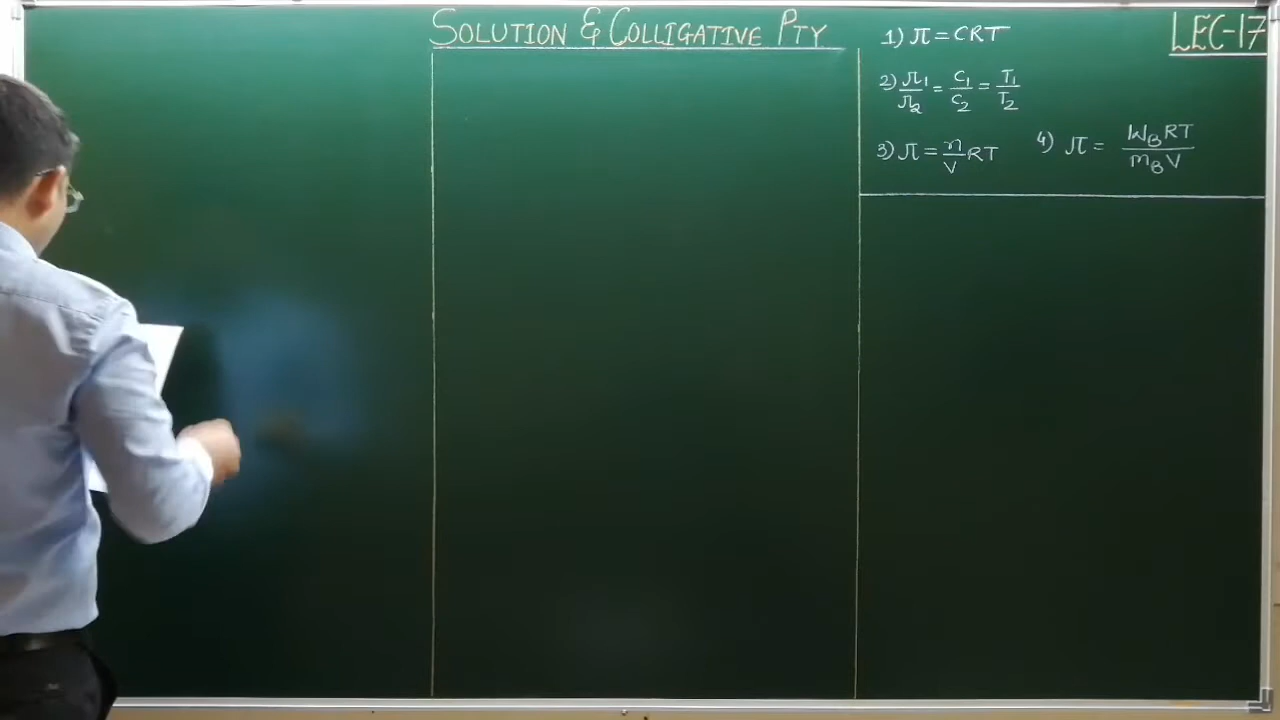 SOLUTION & COLLIGATIVE PTY
LEC-17
1) π = CRT
2) π1/π2 = C1/C2 = T1/T2
3) π = n/V RT
4) π = WB RT / mB V